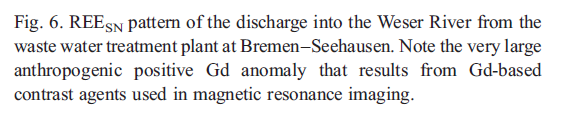 Fig. 6. REESN pattern of the discharge into the Weser River from the
waste water treatment plant at Bremen–Seehausen. Note the very large
anthropogenic positive Gd anomaly that results from Gd-based
contrast agents used in magnetic resonance imaging.